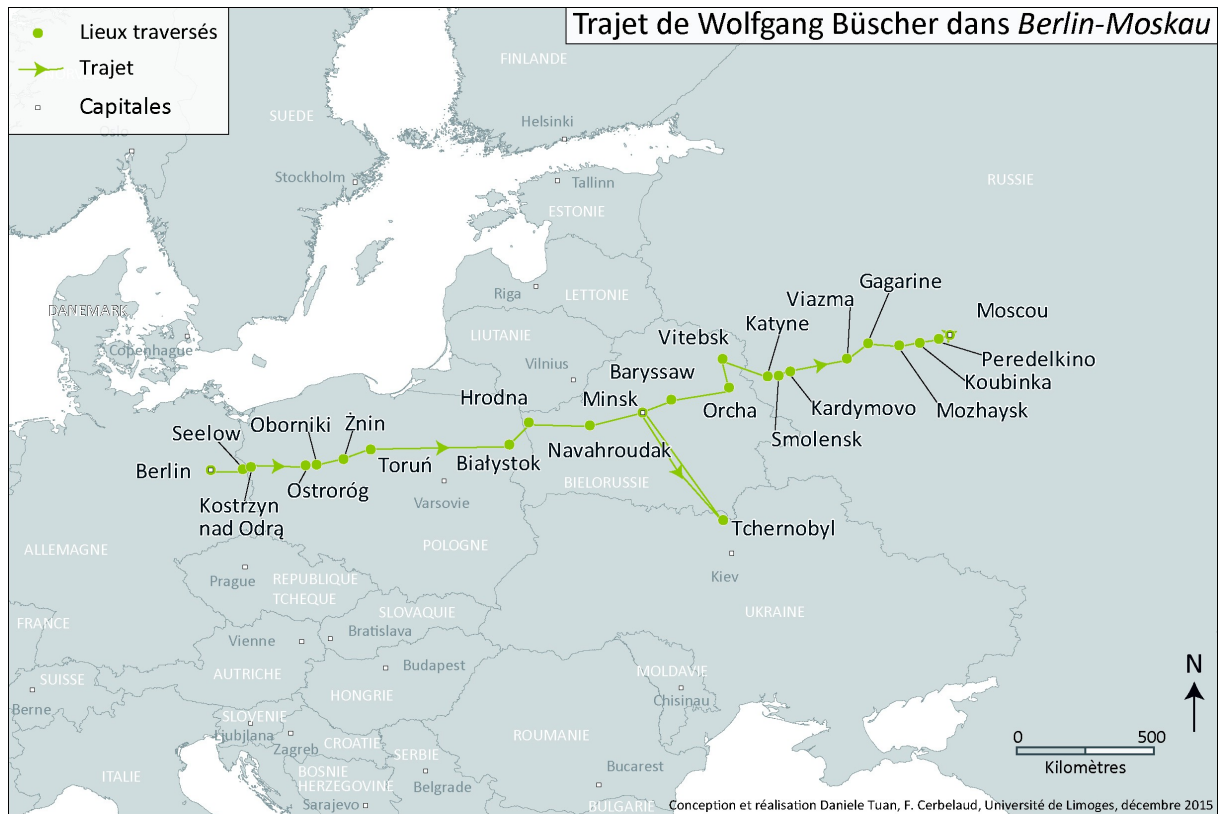 Trajet de Wolfgang Büscher dans Berlin-Moskau
Lieux traversés
Trajet
Capitales
Oslo
FINLANDE
SUEDE
Helsinki
Stockholm
Tallinn
ESTONIE
RUSSIE
Riga
LETTONIE
DANEMARK
Copenhague
LIUTANIE
Vilnius
Gagarine
Viazma
Moscou
Katyne
Vitebsk
Peredelkino
Baryssaw
Koubinka
Hrodna
Minsk
Orcha
Kardymovo
Mozhaysk
Smolensk
Seelow
Oborniki
Żnin
Navahroudak
Berlin
Toruń
Białystok
Ostroróg
Kostrzyn
nad Odrą
Varsovie
BIELORUSSIE
Tchernobyl
ALLEMAGNE
POLOGNE
Kiev
Prague
REPUBLIQUE
TCHEQUE
SLOVAQUIE
UKRAINE
FRANCE
Vienne
Bratislava
AUTRICHE
Budapest
MOLDAVIE
SUISSE
HONGRIE
Chisinau
Berne
SLOVENIE
Ljubjlana
Zagreb
CROATIE
SERBIE
ROUMANIE
ITALIE
BOSNIE
HERZEGOVINE
Belgrade
Bucarest
Sarajevo
BULGARIE
N
0 500
Kilomètres
Conception et réalisation Daniele Tuan, F. Cerbelaud, Université de Limoges, décembre 2015